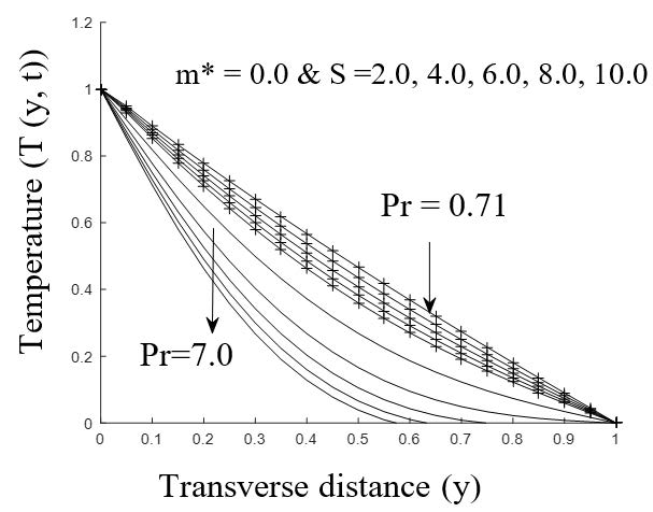 1.2
m* = 0.0 & S =2.0, 4.0, 6.0, 8.0, 10.0
1
0.8
Pr = 0.71
0.6
0.4
Pr=7.0
0.2
0
0 0.1 0.2 0.3 0.4 0.5 0.6 0.7 0.8 0.9 1
Transverse distance (y)
Temperature (T (y, t))